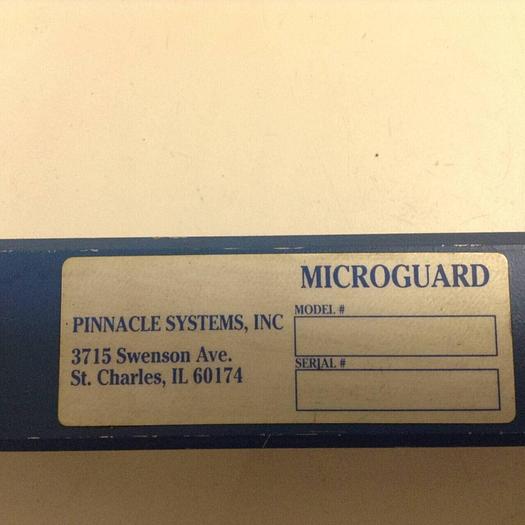 MICROGUARD
PINNACLE SYSTEMS, INC
3715 Swenson Ave.
St. Charles, IL 60174
MODEL #
SERIAL #